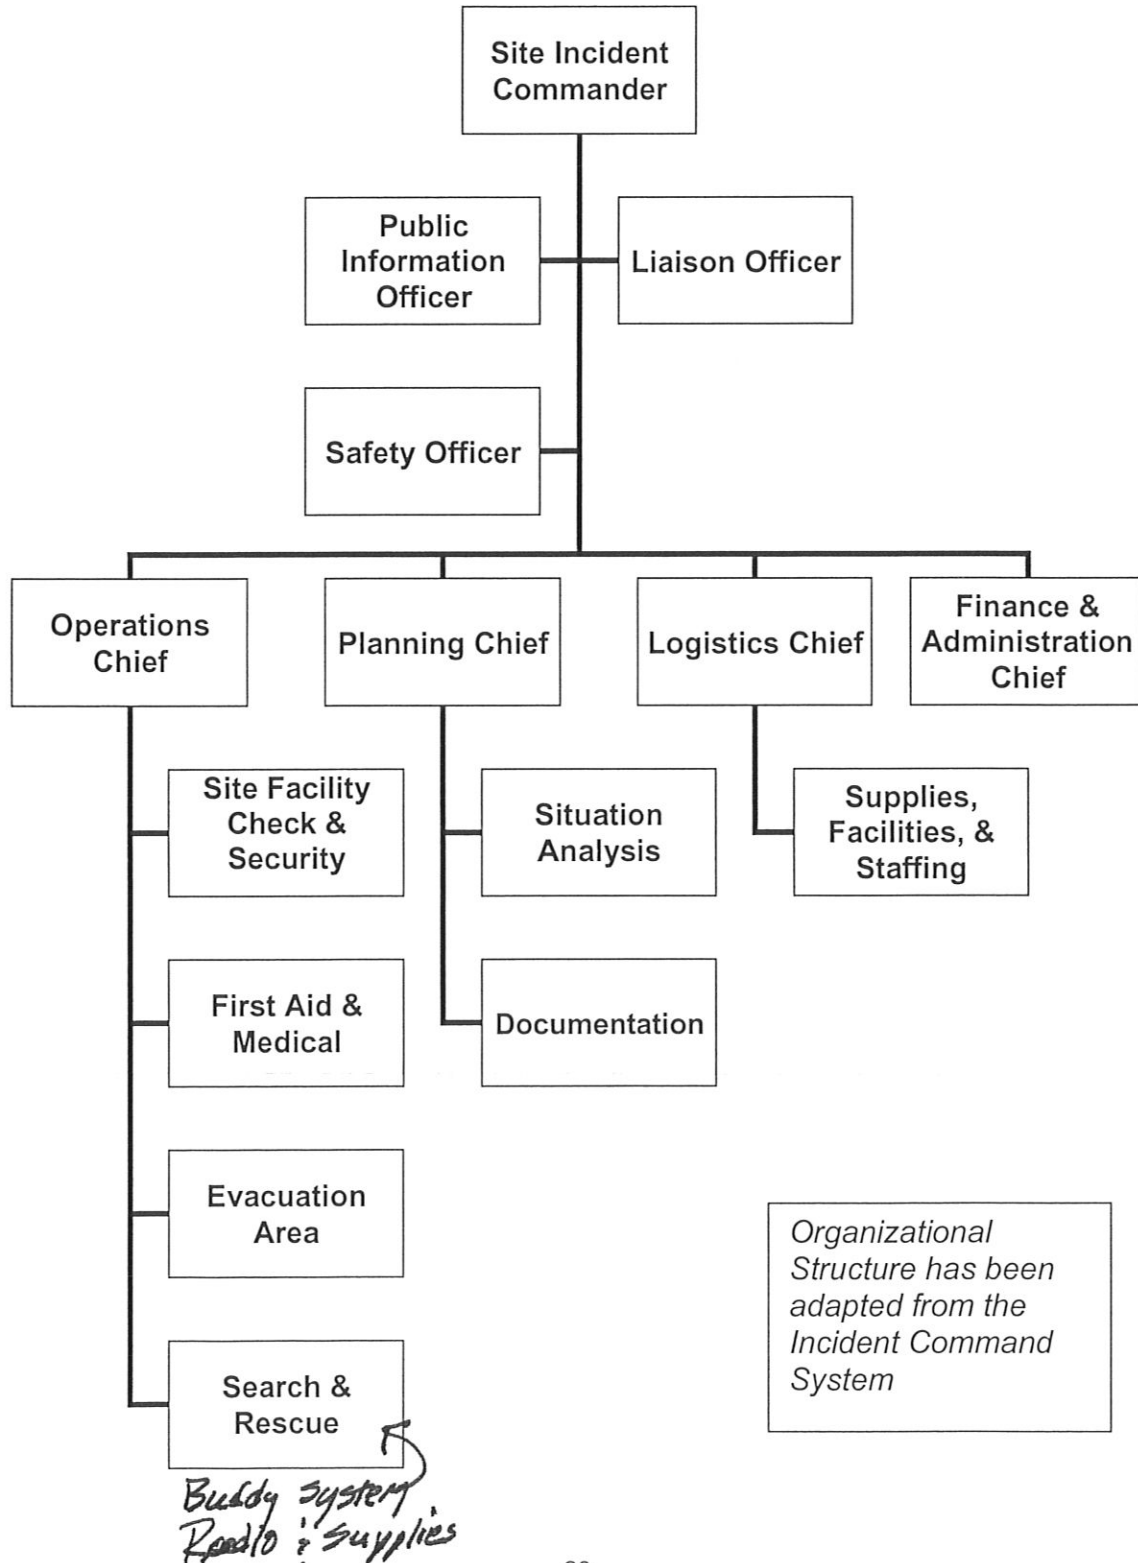 Site Incident
Commander
Public
Information
Officer
Liaison Officer
Safety Officer
Operations
Chief
Planning Chief
Logistics Chief
Finance &
Administration
Chief
Site Facility
Check &
Security
Situation
Analysis
Supplies,
Facilities, &
Staffing
First Aid &
Medical
Documentation
Evacuation
Area
Organizational
Structure has been
adapted from the
Incident Command
System
Search &
Rescue
Buddy system
Radio & Supplies